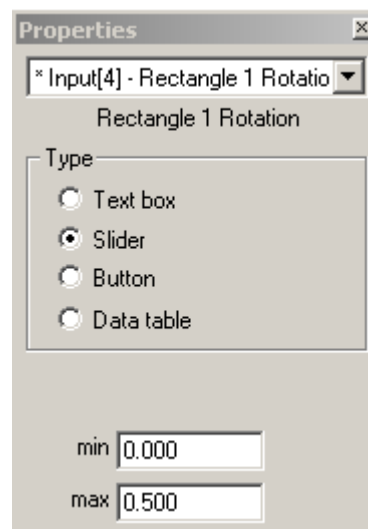 Properties
* Input[4] - Rectangle 1 Rotatio
Rectangle 1 Rotation
Type
Text box
Slider
Button
Data table
min 0.000
max 0.500